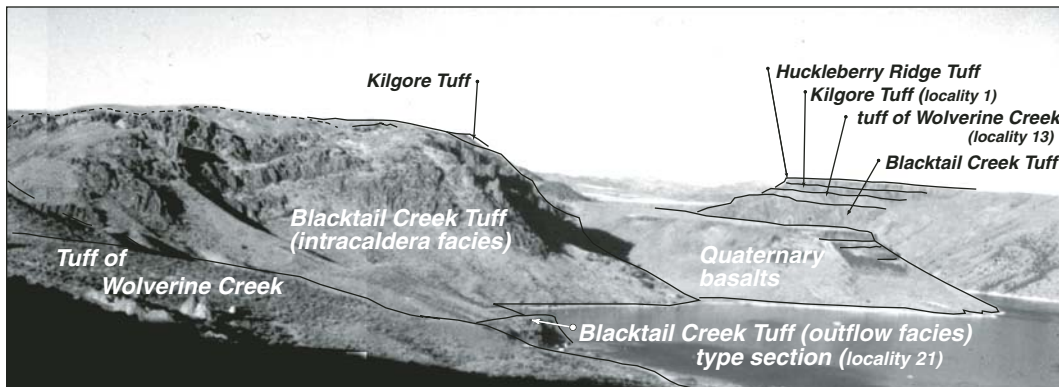 Kilgore Tuff
Huckleberry Ridge Tuff
Kilgore Tuff (locality 1)
tuff of Wolverine Creek
(locality 13)
Blacktail Creek Tuff
Blacktail Creek Tuff
(intracaldera facies)
Tuff of
Wolverine Creek
Quaternary
basalts
Blacktail Creek Tuff (outflow facies)
type section (locality 21)